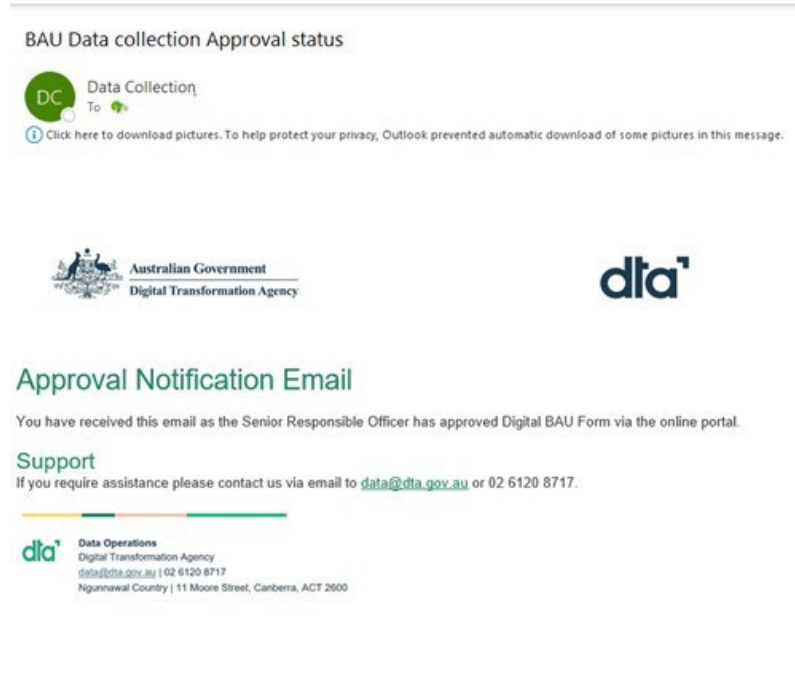 BAU Data collection Approval status
DC
Data Collection
To
Click here to download pictures. To help protect your privacy, Outlook prevented automatic download of some pictures in this message.
Australian Government
Digital Transformation Agency
dta
Approval Notification Email
You have received this email as the Senior Responsible Officer has approved Digital BAU Form via the online portal.
Support
If you require assistance please contact us via email to data@dta.gov.au or 02 6120 8717.
dta
Data Operations
Digital Transformation Agency
data@dta.gov.au | 02 6120 8717
Ngunnawal Country | 11 Moore Street, Canberra, ACT 2600